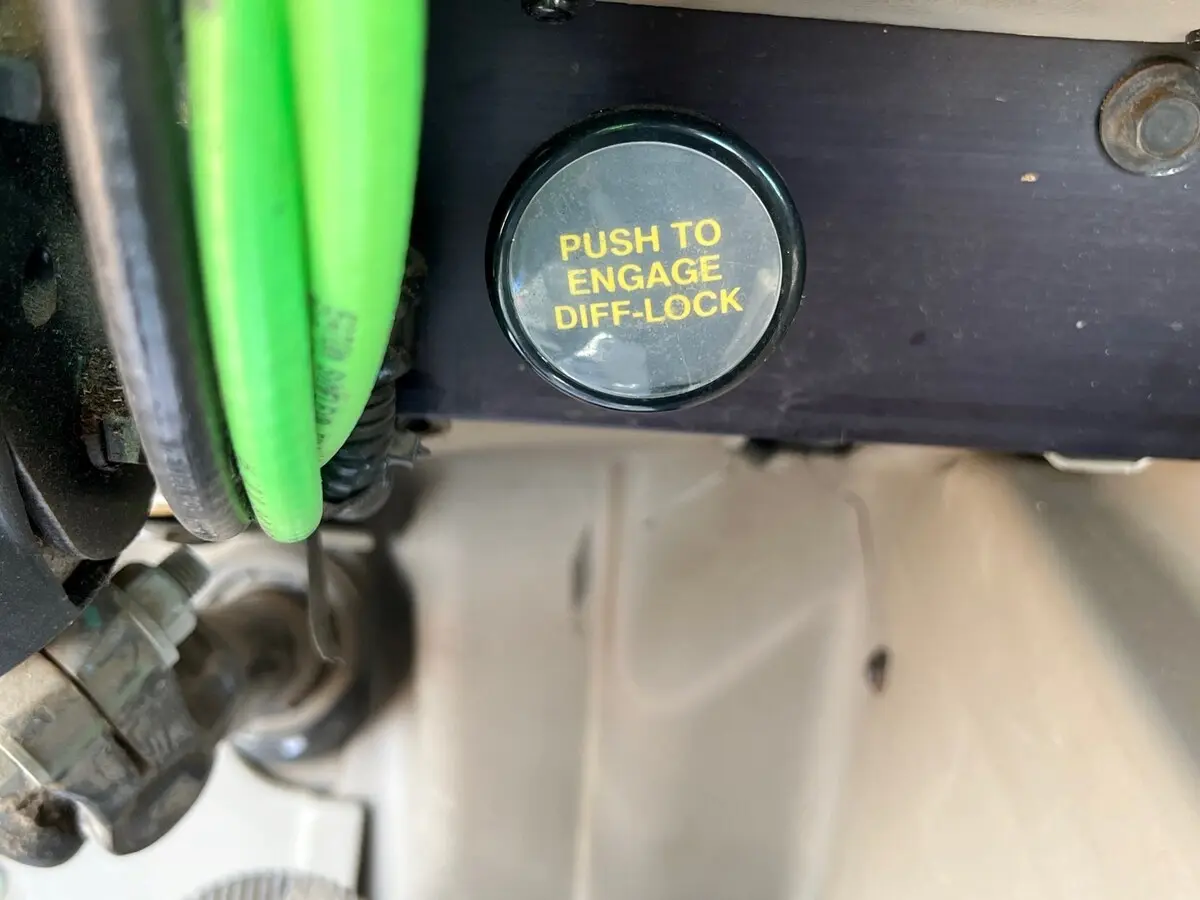 PUSH TO
ENGAGE
DIFF-LOCK